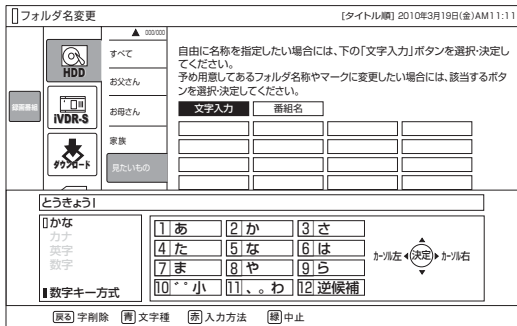 フォルダ名変更
[タイトル順] 2010年3月19日(金)AM11:11
▲ 000/000
録画番組
HDD
iVDR-S
ダウンロード
すべて
お父さん
お母さん
家族
見たいもの
自由に名称を指定したい場合には、下の「文字入力」ボタンを選択・決定し
てください。
予め用意してあるフォルダ名称やマークに変更したい場合には、該当するボタ
ンを選択・決定してください。
文字入力 番組名
とうきょう
かな
カナ
英字
数字
数字キー方式
1 あ 2 か 3 さ
4 た 5 な 6 は
7 ま 8 や 9 ら
10 ゛゜小 11 、。わ 12 逆候補
カーソル左 決定 カーソル右
戻る 字削除 青 文字種 赤 入力方法 緑 中止